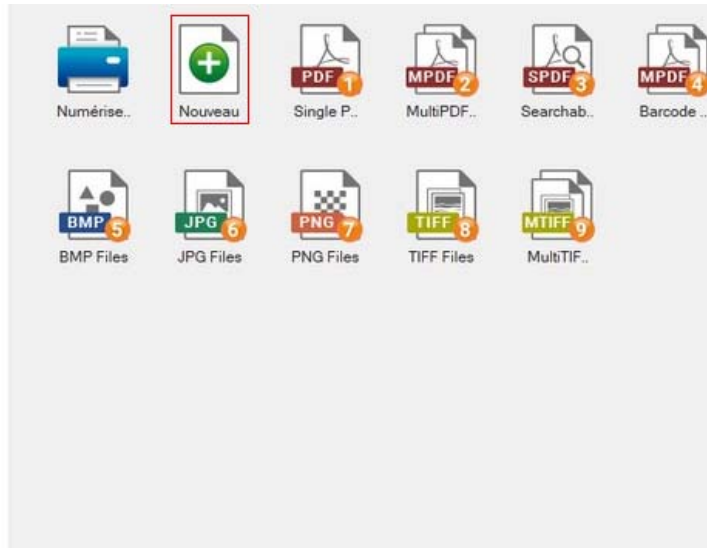 PDF 1
MPDF 2
SPDF 3
MPDF 4
Numérise..
Nouveau
Single P..
MultiPDF..
Searchab..
Barcode ..
BMP 5
JPG 6
PNG 7
TIFF 8
MTIFF 9
BMP Files
JPG Files
PNG Files
TIFF Files
MultiTIF..